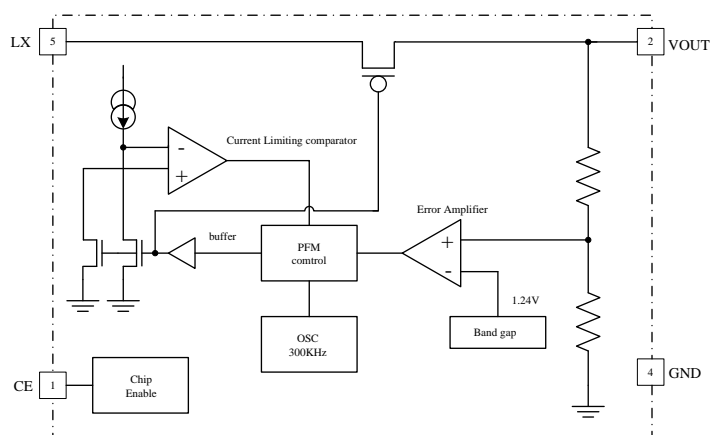 LX
5
2
VOUT
Current Limiting comparator
-
+
Error Amplifier
buffer
PFM
comtrol
+
-
1.24V
OSC
300KHz
Band gap
CE
1
Chip
Enable
4
GND